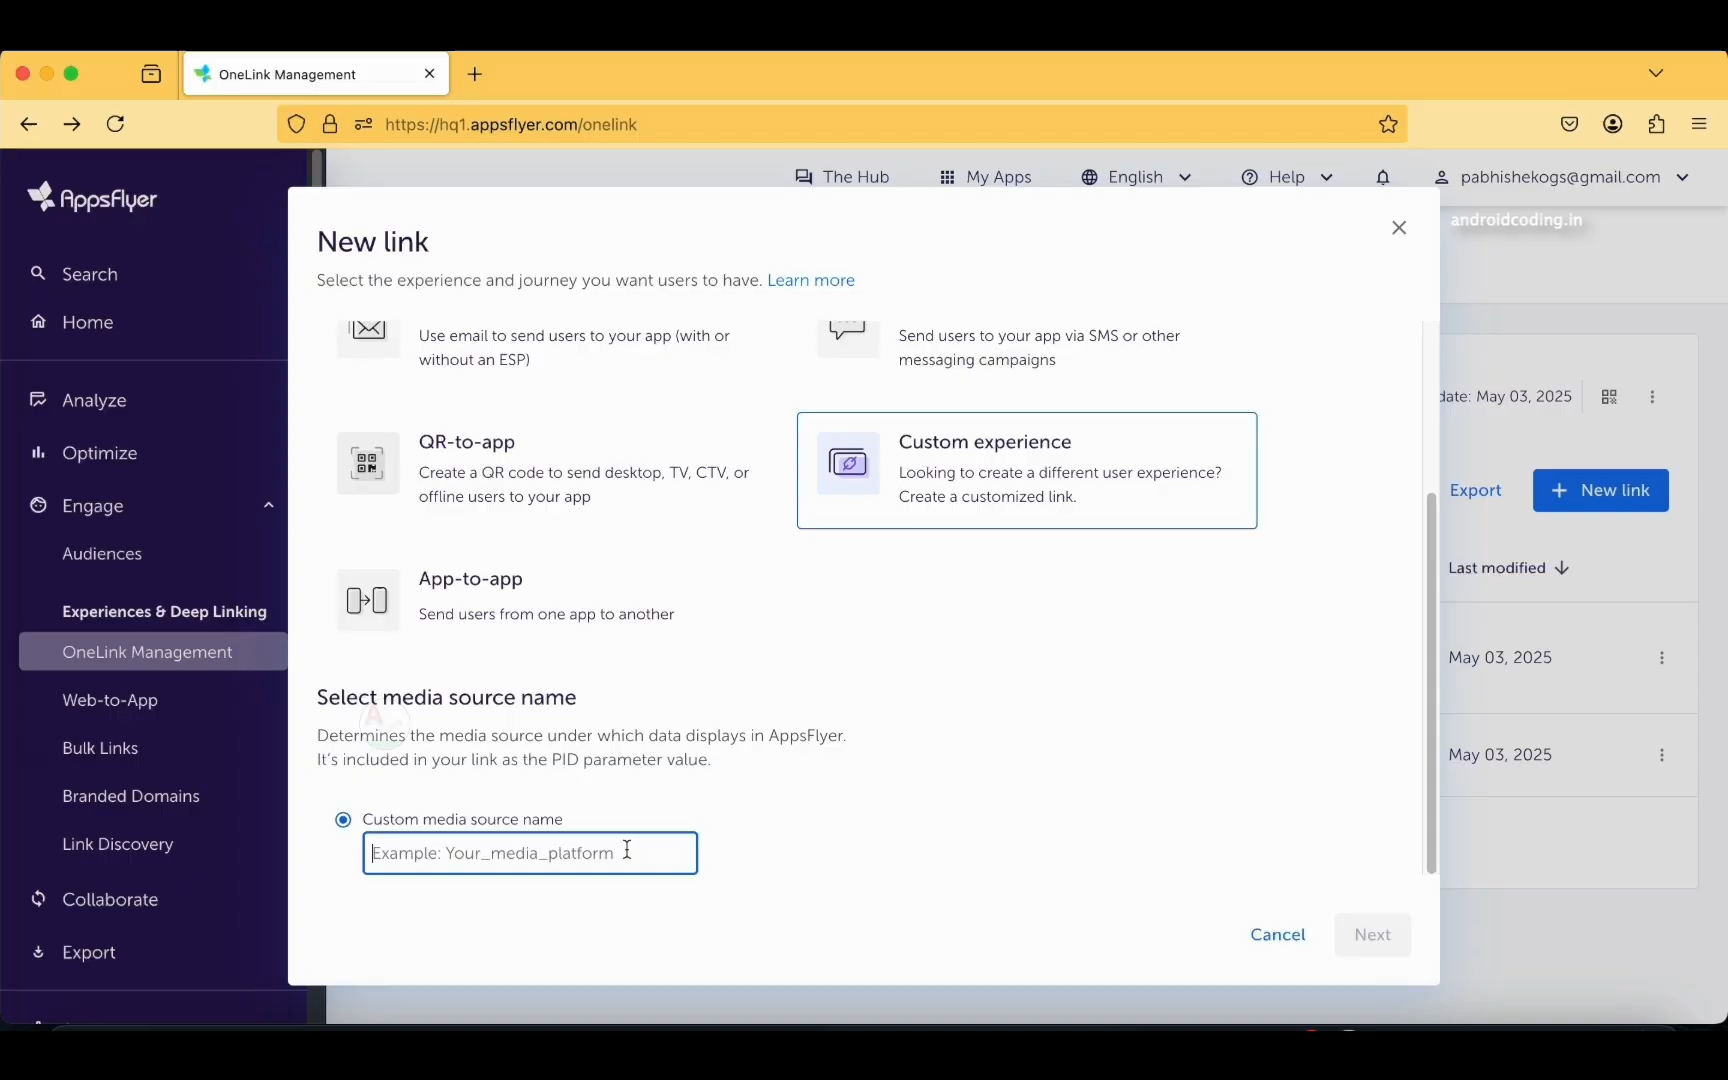 OneLink Management
https://hq1.appsflyer.com/onelink
AppsFlyer
The Hub
My Apps
English
Help
pabhishekogs@gmail.com
androidcoding.in
Search
Home
Analyze
Optimize
Engage
Audiences
Experiences & Deep Linking
OneLink Management
Web-to-App
Bulk Links
Branded Domains
Link Discovery
Collaborate
Export
New link
Select the experience and journey you want users to have. Learn more
Use email to send users to your app (with or
without an ESP)
Send users to your app via SMS or other
messaging campaigns
QR-to-app
Create a QR code to send desktop, TV, CTV, or
offline users to your app
Custom experience
Looking to create a different user experience?
Create a customized link.
App-to-app
Send users from one app to another
Select media source name
Determines the media source under which data displays in AppsFlyer.
It's included in your link as the PID parameter value.
Custom media source name
Example: Your_media_platform
Cancel
Next
date: May 03, 2025
Export
+ New link
Last modified
May 03, 2025
May 03, 2025